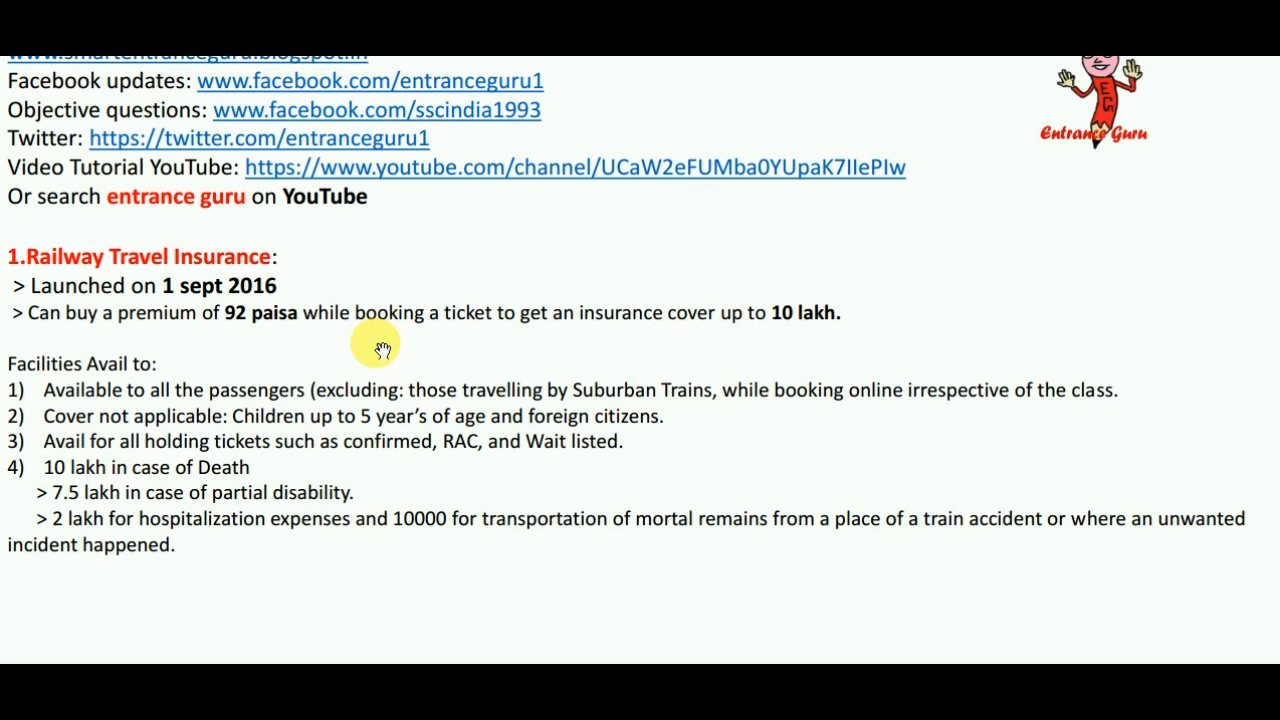 www.smartentranceguru.blogspot.in
Facebook updates: www.facebook.com/entranceguru1
Objective questions: www.facebook.com/sscindia1993
Twitter: https://twitter.com/entranceguru1
Video Tutorial YouTube: https://www.youtube.com/channel/UCaW2eFUMba0YUpaK7IIePIw
Or search entrance guru on YouTube
EG
Entrance Guru
1.Railway Travel Insurance:
> Launched on 1 sept 2016
> Can buy a premium of 92 paisa while booking a ticket to get an insurance cover up to 10 lakh.
Facilities Avail to:
1) Available to all the passengers (excluding: those travelling by Suburban Trains, while booking online irrespective of the class.
2) Cover not applicable: Children up to 5 year’s of age and foreign citizens.
3) Avail for all holding tickets such as confirmed, RAC, and Wait listed.
4) 10 lakh in case of Death
> 7.5 lakh in case of partial disability.
> 2 lakh for hospitalization expenses and 10000 for transportation of mortal remains from a place of a train accident or where an unwanted
incident happened.